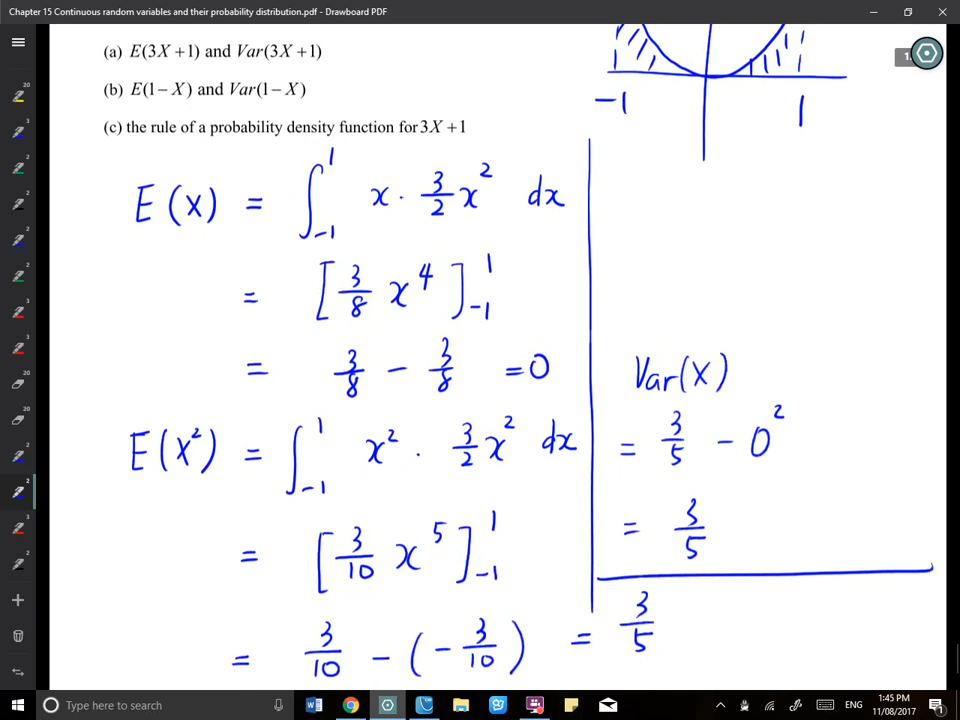 Chapter 15 Continuous random variables and their probability distribution.pdf - Drawboard PDF
(a) E(3X + 1) and Var(3X + 1)
(b) E(1 − X) and Var(1 − X)
(c) the rule of a probability density function for 3X + 1
−1 1
E(X) = ∫₋₁¹ x · 3/2 x² dx
= [3/8 x⁴]₋₁¹
= 3/8 − 3/8 = 0
E(X²) = ∫₋₁¹ x² · 3/2 x² dx
= [3/10 x⁵]₋₁¹
= 3/10 − (−3/10) = 3/5
Var(X)
= 3/5 − 0²
= 3/5
Type here to search
ENG
1:45 PM
11/08/2017